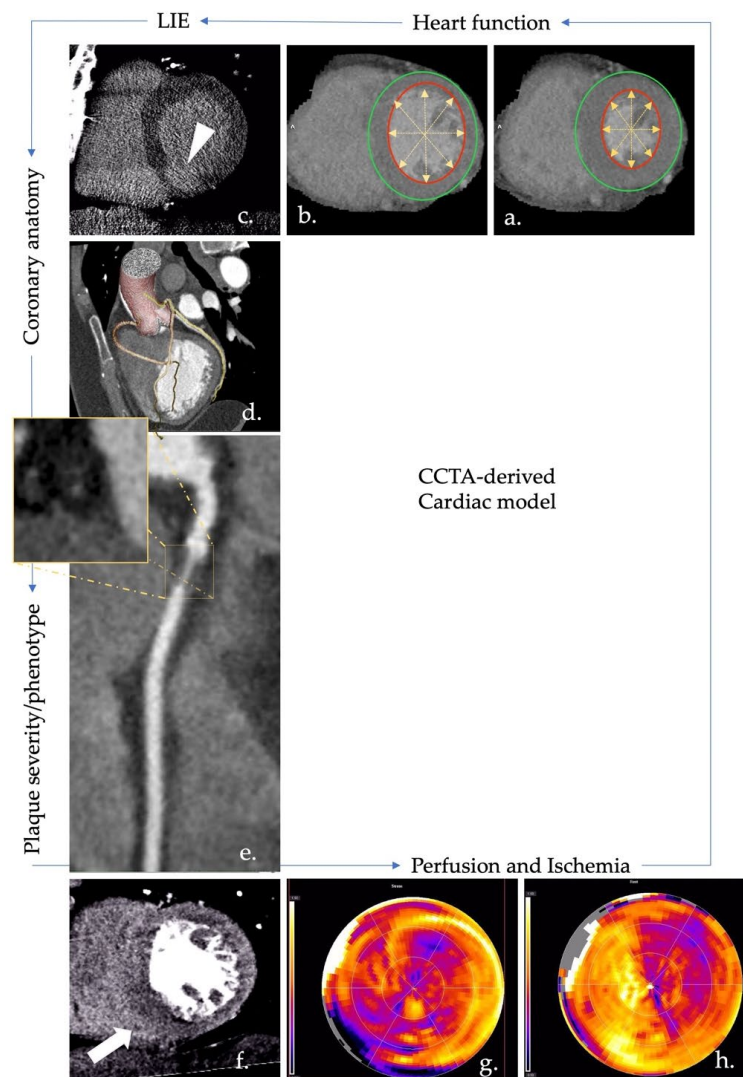 LIE
Heart function
c.
b.
a.
Coronary anatomy
d.
CCTA-derived
Cardiac model
Plaque severity/phenotype
e.
Perfusion and Ischemia
f.
g.
h.